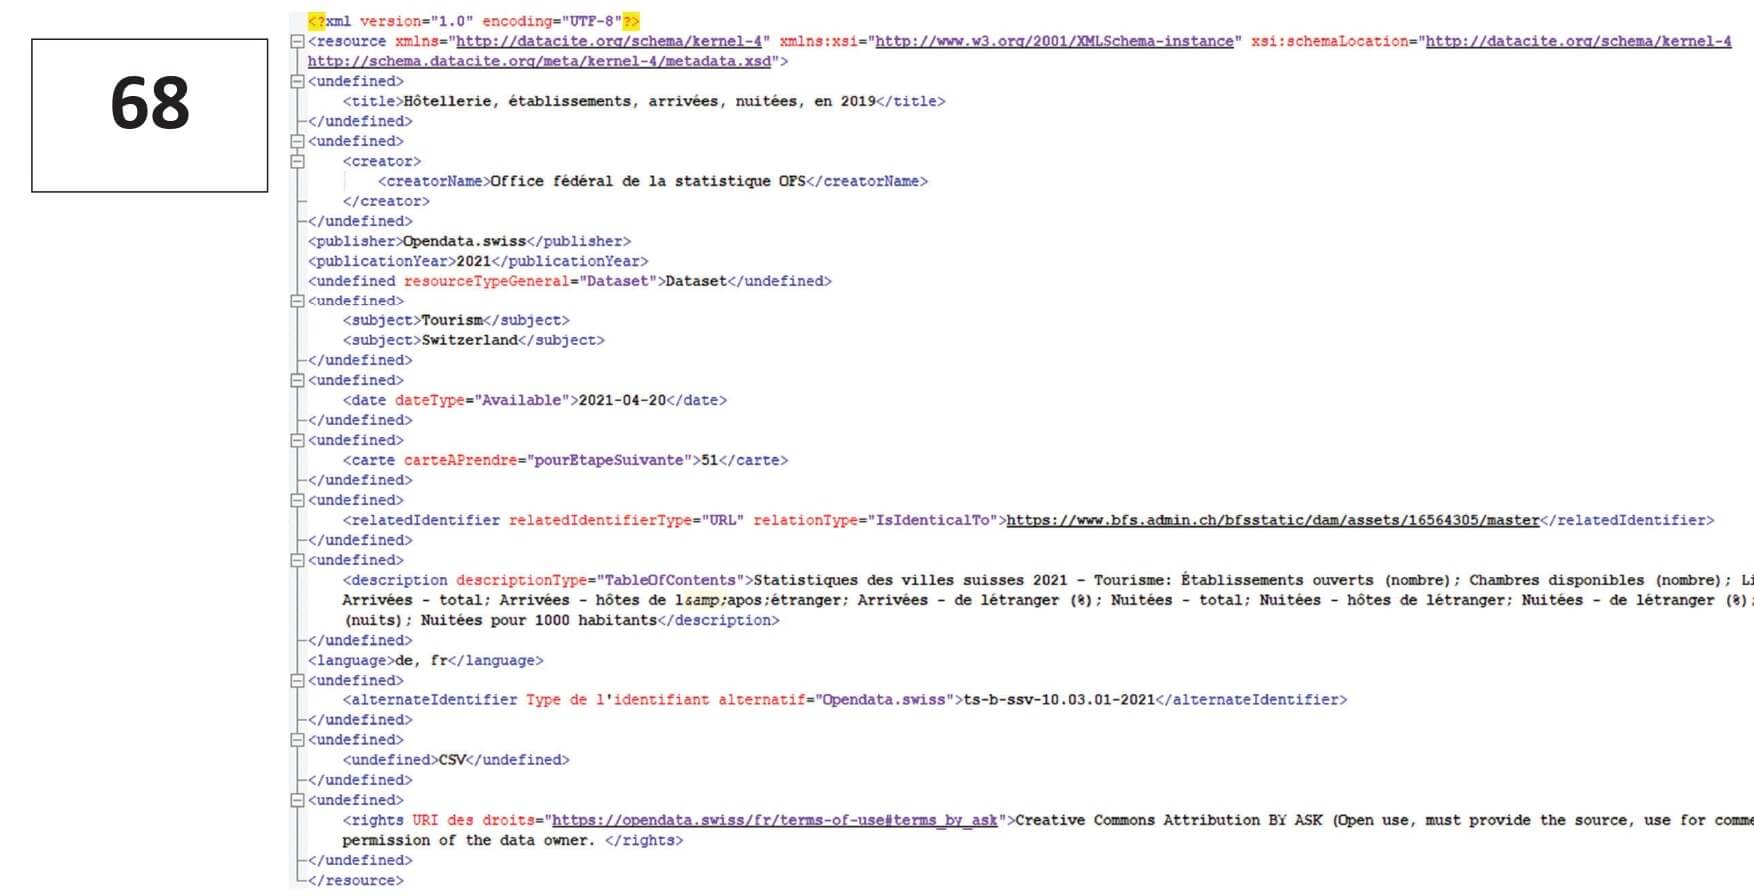 68
<?xml version="1.0" encoding="UTF-8"?>
<resource xmlns="http://datacite.org/schema/kernel-4" xmlns:xsi="http://www.w3.org/2001/XMLSchema-instance" xsi:schemaLocation="http://datacite.org/schema/kernel-4
http://schema.datacite.org/meta/kernel-4/metadata.xsd">
<undefined>
<title>Hôtellerie, établissements, arrivées, nuitées, en 2019</title>
</undefined>
<undefined>
<creator>
<creatorName>Office fédéral de la statistique OFS</creatorName>
</creator>
</undefined>
<publisher>Opendata.swiss</publisher>
<publicationYear>2021</publicationYear>
<undefined resourceTypeGeneral="Dataset">Dataset</undefined>
<undefined>
<subject>Tourism</subject>
<subject>Switzerland</subject>
</undefined>
<undefined>
<date dateType="Available">2021-04-20</date>
</undefined>
<undefined>
<carte carteAPrendre="pourEtapeSuivante">51</carte>
</undefined>
<undefined>
<relatedIdentifier relatedIdentifierType="URL" relationType="IsIdenticalTo">https://www.bfs.admin.ch/bfsstatic/dam/assets/16564305/master</relatedIdentifier>
</undefined>
<undefined>
<description descriptionType="TableOfContents">Statistiques des villes suisses 2021 - Tourisme: Établissements ouverts (nombre); Chambres disponibles (nombre);
Arrivées - total; Arrivées - hôtes de l&amp;apos;étranger; Arrivées - de létranger (%); Nuitées - total; Nuitées - hôtes de létranger; Nuitées - de létranger (%);
(nuits); Nuitées pour 1000 habitants</description>
</undefined>
<language>de, fr</language>
<undefined>
<alternateIdentifier Type de l'identifiant alternatif="Opendata.swiss">ts-b-ssv-10.03.01-2021</alternateIdentifier>
</undefined>
<undefined>
<undefined>CSV</undefined>
</undefined>
<undefined>
<rights URI des droits="https://opendata.swiss/fr/terms-of-use#terms_by_ask">Creative Commons Attribution BY ASK (Open use, must provide the source, use for
permission of the data owner. </rights>
</undefined>
</resource>